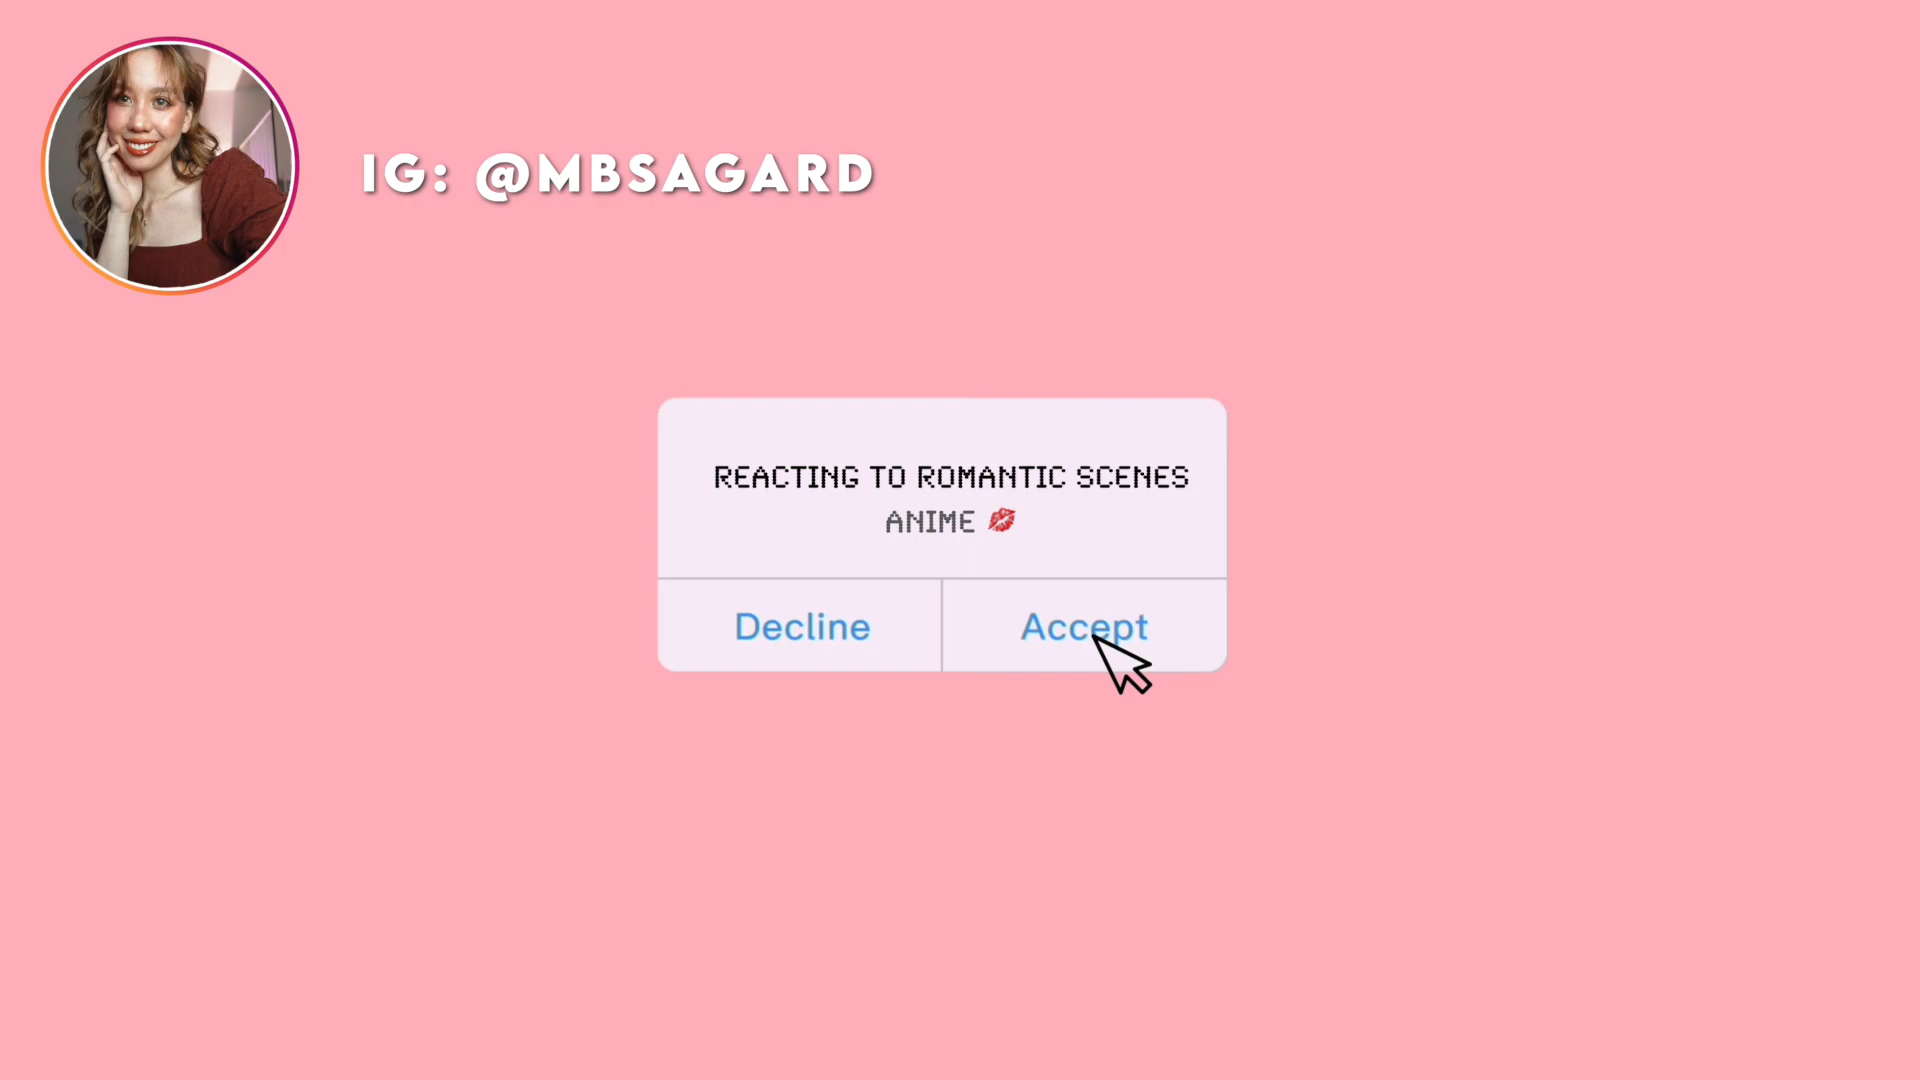 IG: @MBSAGARD
REACTING TO ROMANTIC SCENES
ANIME 💋
Decline
Accept